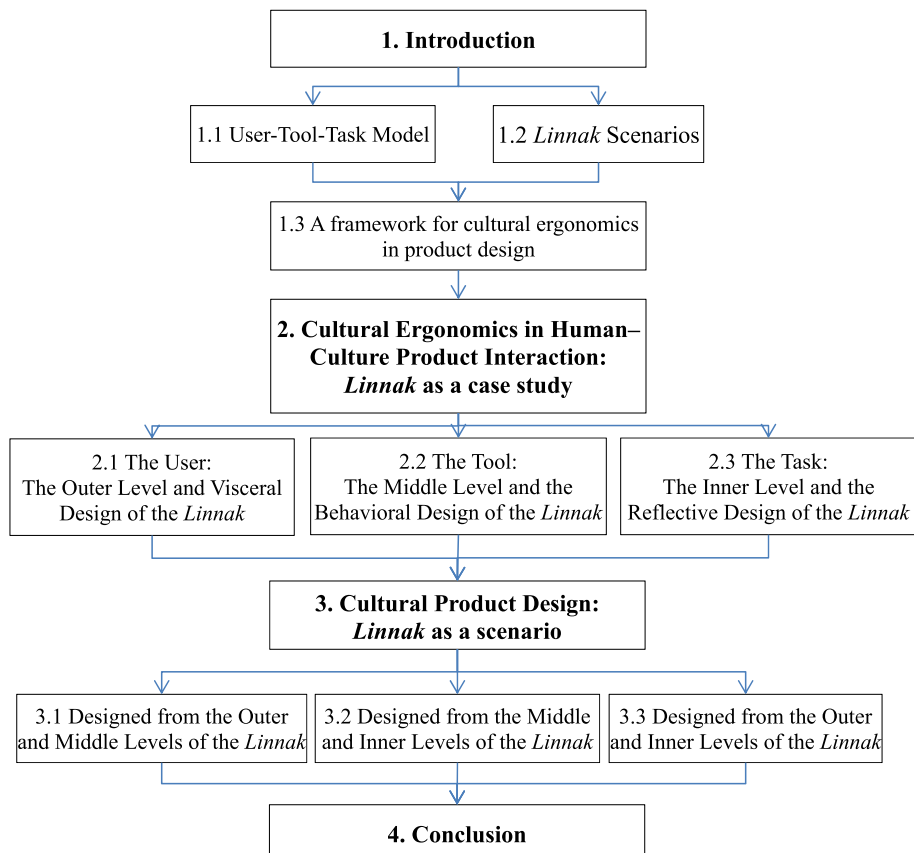 1. Introduction
1.1 User-Tool-Task Model
1.2 Linnak Scenarios
1.3 A framework for cultural ergonomics
in product design
2. Cultural Ergonomics in Human–
Culture Product Interaction:
Linnak as a case study
2.1 The User:
The Outer Level and Visceral
Design of the Linnak
2.2 The Tool:
The Middle Level and the
Behavioral Design of the Linnak
2.3 The Task:
The Inner Level and the
Reflective Design of the Linnak
3. Cultural Product Design:
Linnak as a scenario
3.1 Designed from the Outer
and Middle Levels of the Linnak
3.2 Designed from the Middle
and Inner Levels of the Linnak
3.3 Designed from the Outer
and Inner Levels of the Linnak
4. Conclusion